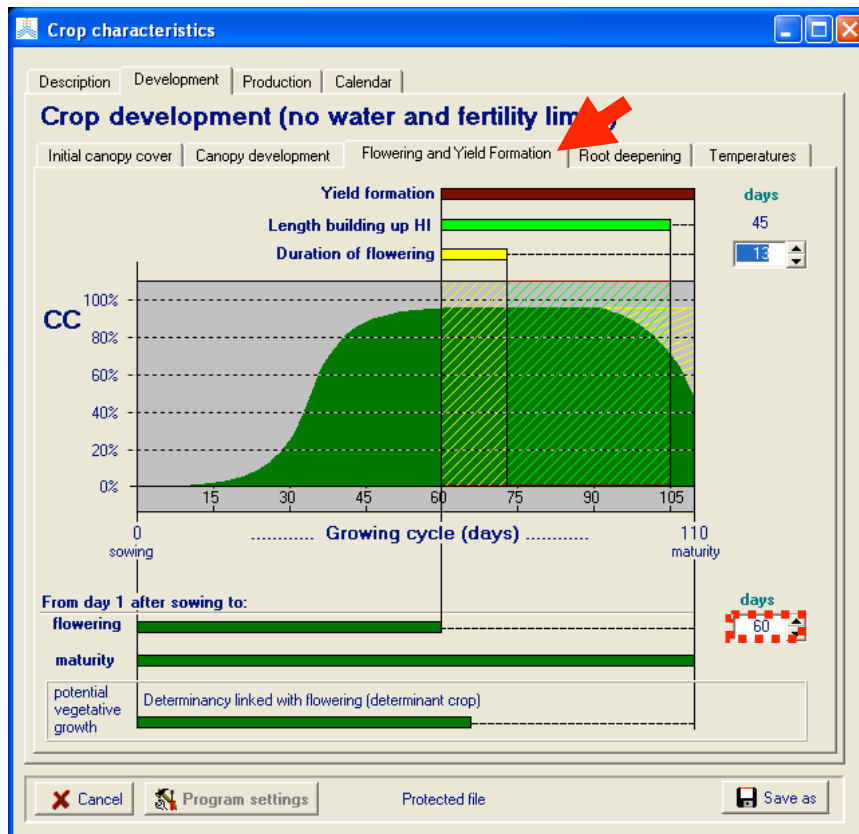 Crop characteristics
Description Development Production Calendar
Crop development (no water and fertility lim
Initial canopy cover Canopy development Flowering and Yield Formation Root deepening Temperatures
Yield formation days
Length building up HI 45
Duration of flowering 13
CC
100%
80%
60%
40%
20%
0%
15 30 45 60 75 90 105
0 ............ Growing cycle (days) ............ 110
sowing maturity
From day 1 after sowing to: days
flowering 60
maturity
potential
vegetative
growth
Determinancy linked with flowering (determinant crop)
Cancel Program settings Protected file Save as